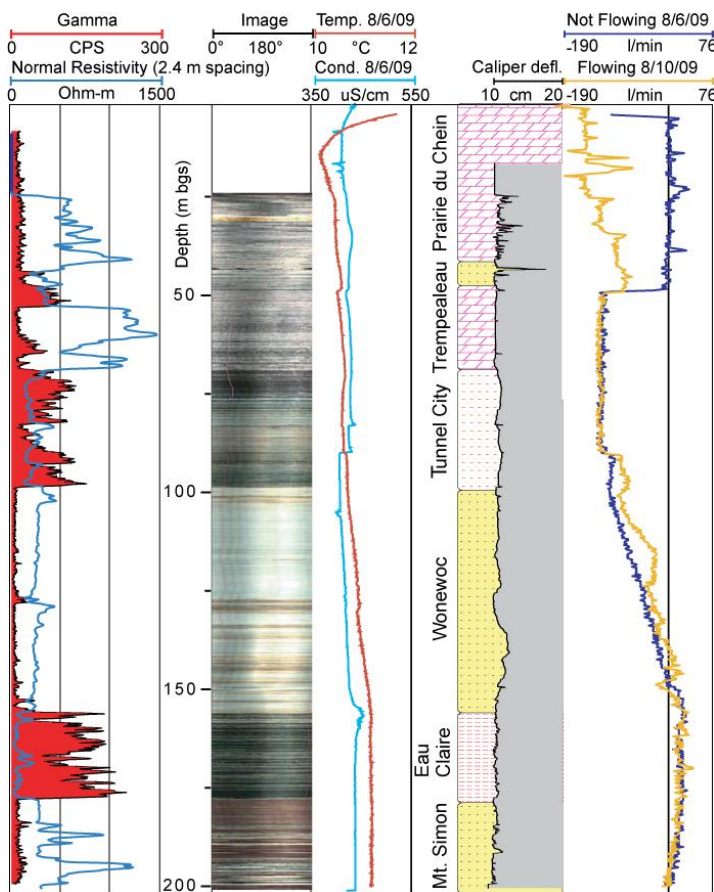 Gamma
CPS 300
Normal Resistivity (2.4 m spacing)
0 Ohm-m 1500
Image
0° 180°
Temp. 8/6/09
10 °C 12
Cond. 8/6/09
350 uS/cm 550
Caliper defl.
10 cm 20
Not Flowing 8/6/09
-190 l/min 76
Flowing 8/10/09
-190 l/min 76
Depth (m bgs)
50
100
150
200
Prairie du Chein
Trempealeau
Tunnel City
Wonewoc
Eau
Claire
Mt. Simon